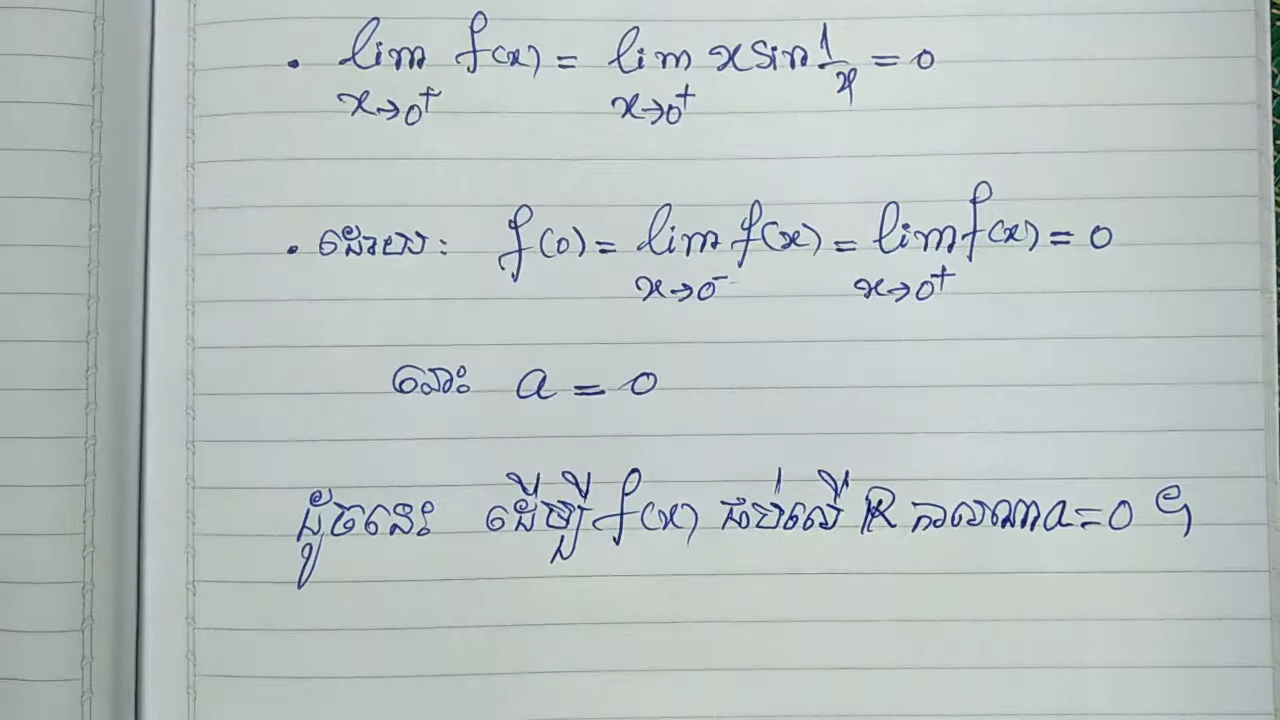 • lim f(x) = lim x sin 1/x = 0
x→0⁺ x→0⁺
• ដោយ: f(0) = lim f(x) = lim f(x) = 0
x→0⁻ x→0⁺
នោះ a = 0
ដូចនេះ ដើម្បី f(x) ជាប់លើ ℝ កាលណា a = 0 ។